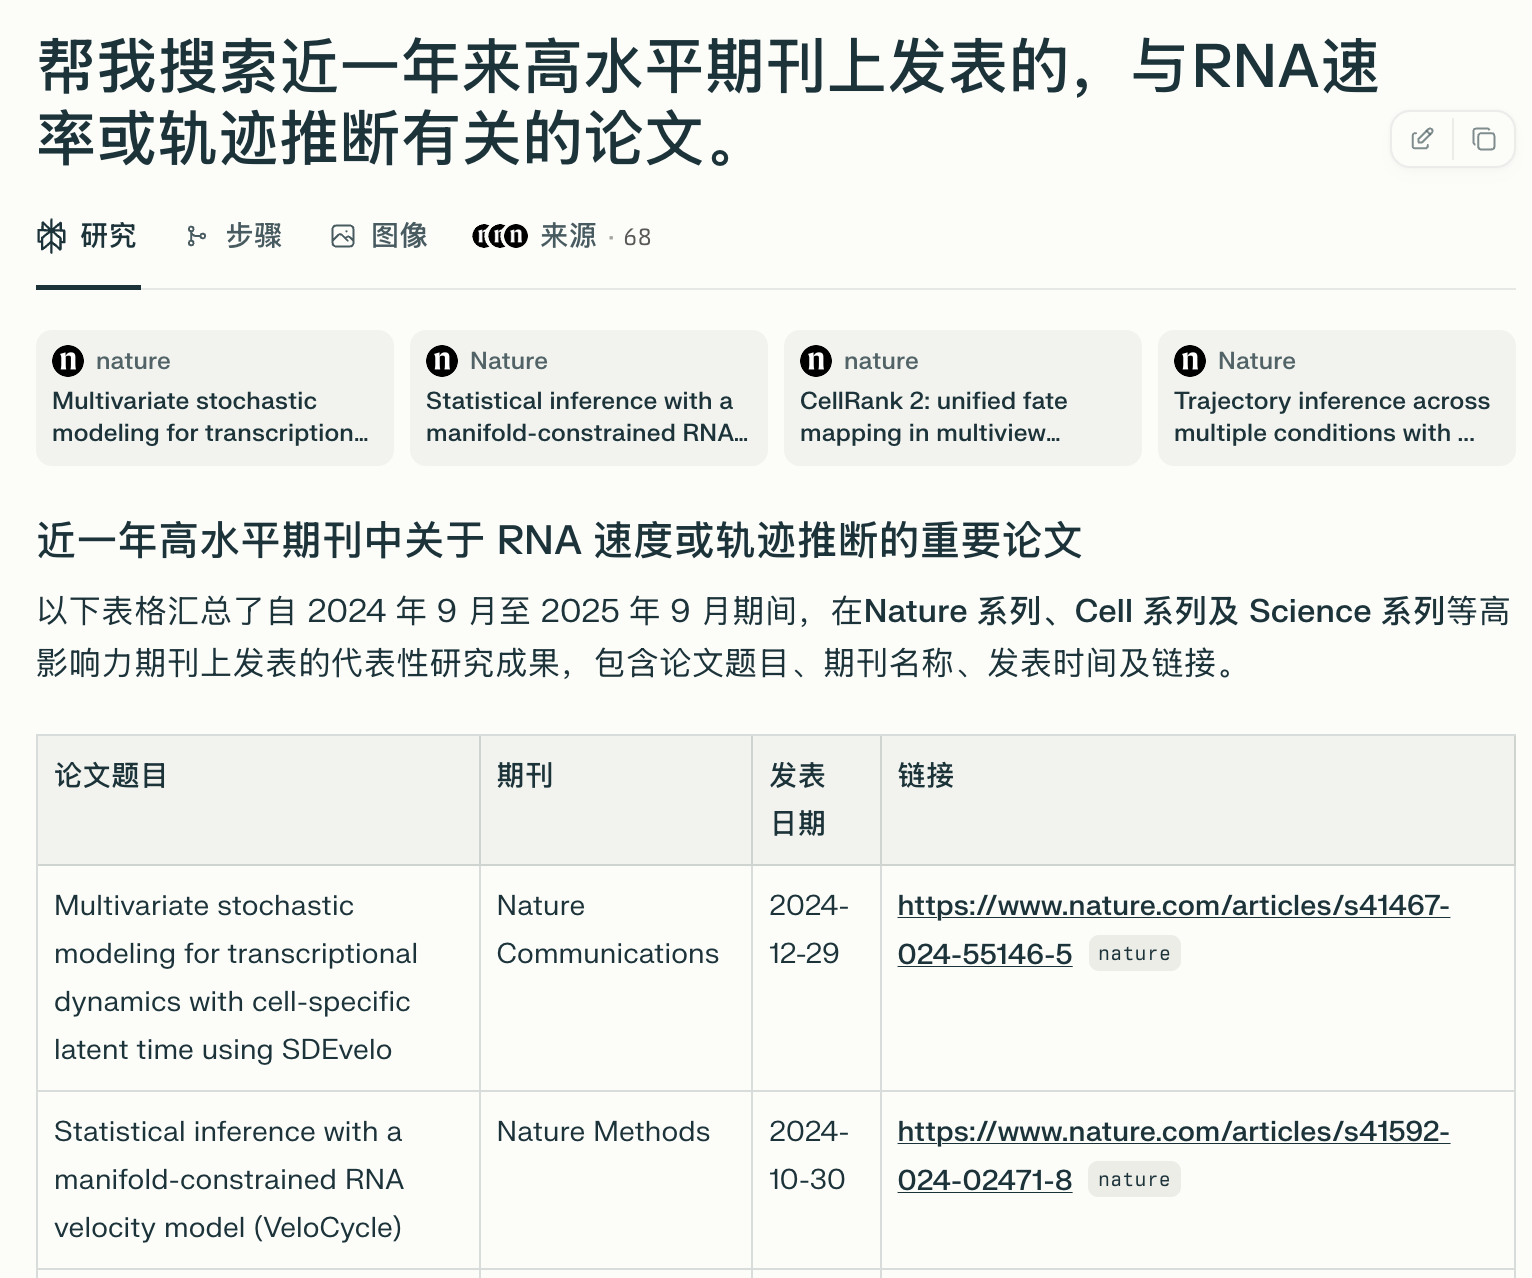 帮我搜索近一年来高水平期刊上发表的，与RNA速
率或轨迹推断有关的论文。
研究 步骤 图像 来源 · 68
nature
Multivariate stochastic
modeling for transcription...
Nature
Statistical inference with a
manifold-constrained RNA...
nature
CellRank 2: unified fate
mapping in multiview...
Nature
Trajectory inference across
multiple conditions with ...
近一年高水平期刊中关于 RNA 速度或轨迹推断的重要论文
以下表格汇总了自 2024 年 9 月至 2025 年 9 月期间，在Nature 系列、Cell 系列及 Science 系列等高
影响力期刊上发表的代表性研究成果，包含论文题目、期刊名称、发表时间及链接。
论文题目
期刊
发表
日期
链接
Multivariate stochastic
modeling for transcriptional
dynamics with cell-specific
latent time using SDEvelo
Nature
Communications
2024-
12-29
https://www.nature.com/articles/s41467-
024-55146-5 nature
Statistical inference with a
manifold-constrained RNA
velocity model (VeloCycle)
Nature Methods
2024-
10-30
https://www.nature.com/articles/s41592-
024-02471-8 nature